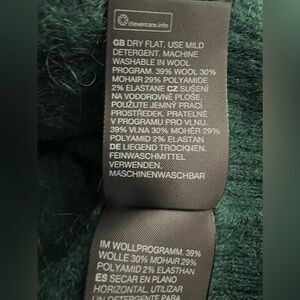 clevercare.info
GB DRY FLAT. USE MILD
DETERGENT. MACHINE
WASHABLE IN WOOL
PROGRAM. 39% WOOL 30%
MOHAIR 29% POLYAMIDE
2% ELASTANE CZ SUŠENÍ
NA VODOROVNÉ PLOŠE
POUŽIJTE JEMNÝ PRACÍ
PROSTŘEDEK. PRATELNÉ
V PROGRAMU PRO VLNU.
39% VLNA 30% MOHÉR 29%
POLYAMID 2% ELASTAN
DE LIEGEND TROCKNEN.
FEINWASCHMITTEL
VERWENDEN.
MASCHINENWASCHBAR
IM WOLLPROGRAMM. 39%
WOLLE 30% MOHAIR 29%
POLYAMID 2% ELASTHAN
ES SECAR EN PLANO
HORIZONTAL. UTILIZAR
UN DETERGENTE PARA